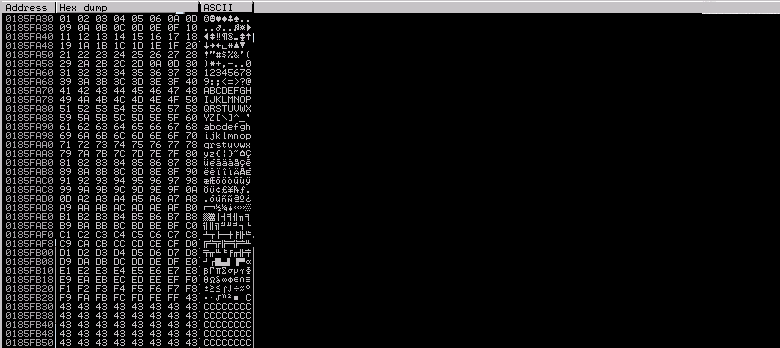 Address Hex dump ASCII
0185FA30 01 02 03 04 05 06 0A 0D ☺☻♥♦♣♠..
0185FA38 09 0A 0B 0C 0D 0E 0F 10 ..♂..♫☼►
0185FA40 11 12 13 14 15 16 17 18 ◄↕‼¶§▬↨↑
0185FA48 19 1A 1B 1C 1D 1E 1F 20 ↓→←∟↔▲▼
0185FA50 21 22 23 24 25 26 27 28 !"#$%&'(
0185FA58 29 2A 2B 2C 2D 0A 0D 30 )*+,-..0
0185FA60 31 32 33 34 35 36 37 38 12345678
0185FA68 39 3A 3B 3C 3D 3E 3F 40 9:;<=>?@
0185FA70 41 42 43 44 45 46 47 48 ABCDEFGH
0185FA78 49 4A 4B 4C 4D 4E 4F 50 IJKLMNOP
0185FA80 51 52 53 54 55 56 57 58 QRSTUVWX
0185FA88 59 5A 5B 5C 5D 5E 5F 60 YZ[\]^_`
0185FA90 61 62 63 64 65 66 67 68 abcdefgh
0185FA98 69 6A 6B 6C 6D 6E 6F 70 ijklmnop
0185FAA0 71 72 73 74 75 76 77 78 qrstuvwx
0185FAA8 79 7A 7B 7C 7D 7E 7F 80 yz{|}~⌂Ç
0185FAB0 81 82 83 84 85 86 87 88 üéâäàåçê
0185FAB8 89 8A 8B 8C 8D 8E 8F 90 ëèïîìÄÅÉ
0185FAC0 91 92 93 94 95 96 97 98 æÆôöòûùÿ
0185FAC8 99 9A 9B 9C 9D 9E 9F 0A ÖÜ¢£¥₧ƒ.
0185FAD0 0D A2 A3 A4 A5 A6 A7 A8 .óúñÑªº¿
0185FAD8 A9 AA AB AC AD AE AF B0 ⌐¬½¼¡«»░
0185FAE0 B1 B2 B3 B4 B5 B6 B7 B8 ▒▓│┤╡╢╖╕
0185FAE8 B9 BA BB BC BD BE BF C0 ╣║╗╝╜╛┐└
0185FAF0 C1 C2 C3 C4 C5 C6 C7 C8 ┴┬├─┼╞╟╚
0185FAF8 C9 CA CB CC CD CE CF D0 ╔╩╦╠═╬╧╨
0185FB00 D1 D2 D3 D4 D5 D6 D7 D8 ╤╥╙╘╒╓╫╪
0185FB08 D9 DA DB DC DD DE DF E0 ┘┌█▄▌▐▀α
0185FB10 E1 E2 E3 E4 E5 E6 E7 E8 ßΓπΣσµτΦ
0185FB18 E9 EA EB EC ED EE EF F0 ΘΩδ∞φε∩≡
0185FB20 F1 F2 F3 F4 F5 F6 F7 F8 ±≥≤⌠⌡÷≈°
0185FB28 F9 FA FB FC FD FE FF 43 ∙·√ⁿ²■ C
0185FB30 43 43 43 43 43 43 43 43 CCCCCCCC
0185FB38 43 43 43 43 43 43 43 43 CCCCCCCC
0185FB40 43 43 43 43 43 43 43 43 CCCCCCCC
0185FB48 43 43 43 43 43 43 43 43 CCCCCCCC
0185FB50 43 43 43 43 43 43 43 43 CCCCCCCC